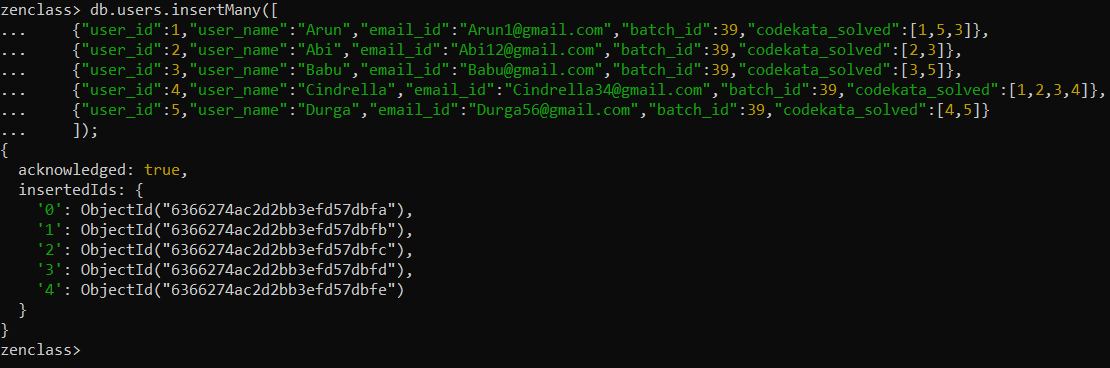 zenclass> db.users.insertMany([
...     {"user_id":1,"user_name":"Arun","email_id":"Arun1@gmail.com","batch_id":39,"codekata_solved":[1,5,3]},
...     {"user_id":2,"user_name":"Abi","email_id":"Abi12@gmail.com","batch_id":39,"codekata_solved":[2,3]},
...     {"user_id":3,"user_name":"Babu","email_id":"Babu@gmail.com","batch_id":39,"codekata_solved":[3,5]},
...     {"user_id":4,"user_name":"Cindrella","email_id":"Cindrella34@gmail.com","batch_id":39,"codekata_solved":[1,2,3,4]},
...     {"user_id":5,"user_name":"Durga","email_id":"Durga56@gmail.com","batch_id":39,"codekata_solved":[4,5]}
...     ]);
{
  acknowledged: true,
  insertedIds: {
    '0': ObjectId("6366274ac2d2bb3efd57dbfa"),
    '1': ObjectId("6366274ac2d2bb3efd57dbfb"),
    '2': ObjectId("6366274ac2d2bb3efd57dbfc"),
    '3': ObjectId("6366274ac2d2bb3efd57dbfd"),
    '4': ObjectId("6366274ac2d2bb3efd57dbfe")
  }
}
zenclass>